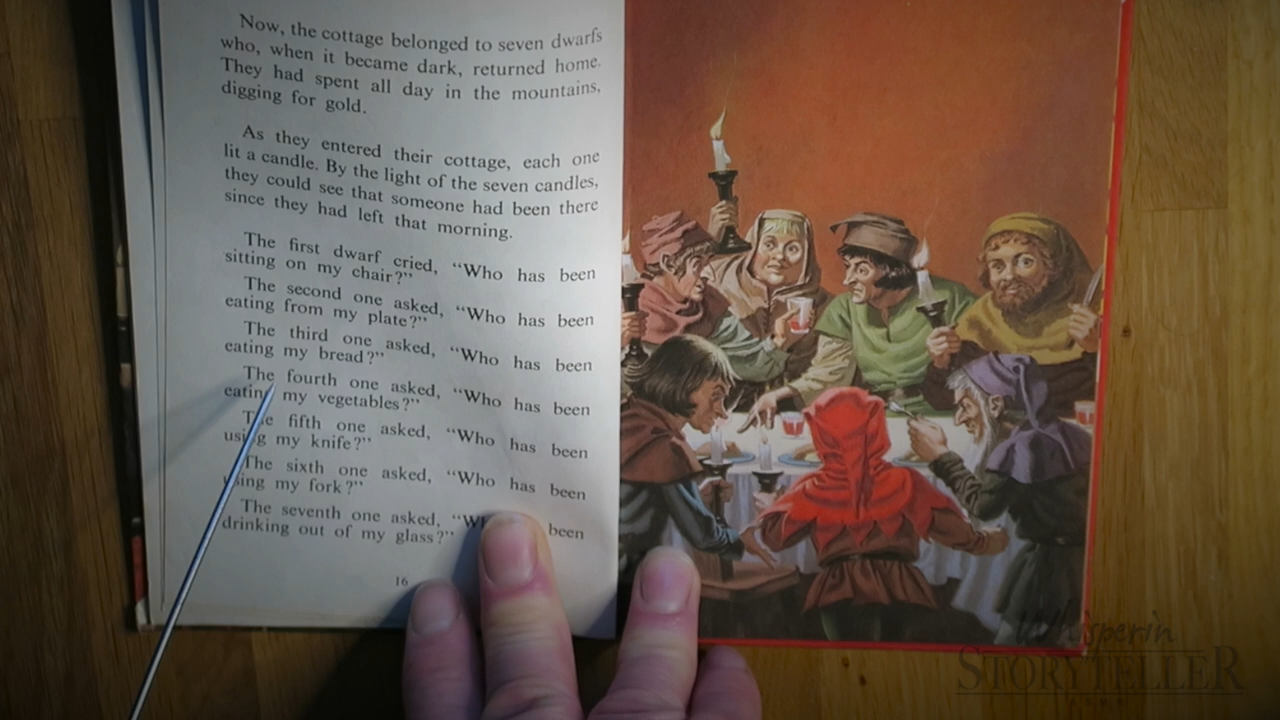 Now, the cottage belonged to seven dwarfs
who, when it became dark, returned home.
They had spent all day in the mountains,
digging for gold.
As they entered their cottage, each one
lit a candle. By the light of the seven candles,
they could see that someone had been there
since they had left that morning.
The first dwarf cried, “Who has been
sitting on my chair?”
The second one asked, “Who has been
eating from my plate?”
The third one asked, “Who has been
eating my bread?”
The fourth one asked, “Who has been
eating my vegetables?”
The fifth one asked, “Who has been
using my knife?”
The sixth one asked, “Who has been
using my fork?”
The seventh one asked, “ been
drinking out of my glass?”
16
Whisperin
STORYTELLER